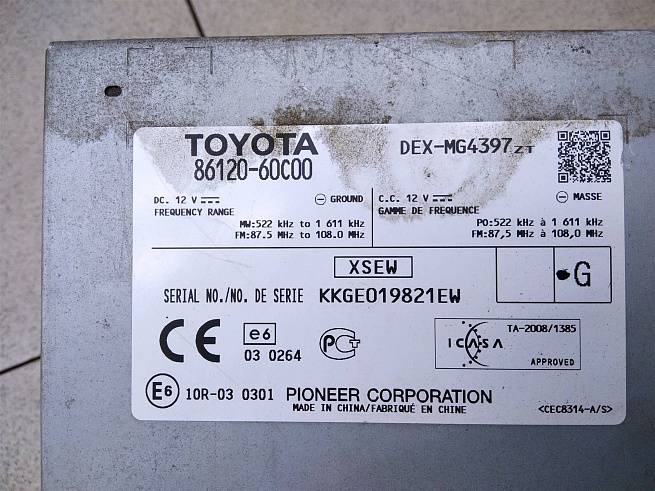 TOYOTA
86120-60C00
DEX-MG4397ZT
DC. 12 V ⊖ GROUND
FREQUENCY RANGE
MW:522 kHz to 1 611 kHz
FM:87.5 MHz to 108.0 MHz
C.C. 12 V ⊖ MASSE
GAMME DE FREQUENCE
PO:522 kHz à 1 611 kHz
FM:87,5 MHz à 108,0 MHz
XSEW
G
SERIAL NO./NO. DE SERIE KKGE019821EW
CE
e6
03 0264
PC+
ICASA
TA-2008/1385
APPROVED
E6 10R-03 0301 PIONEER CORPORATION
MADE IN CHINA/FABRIQUÉ EN CHINE
<CEC8314-A/S>